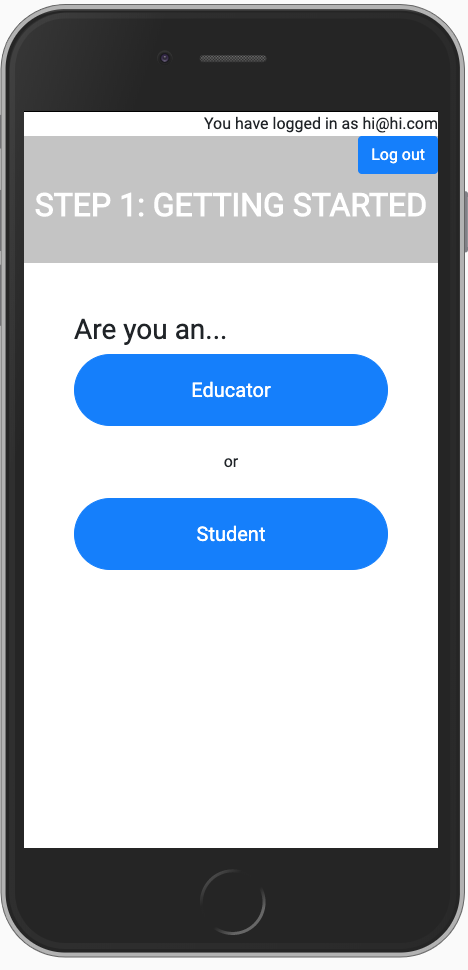 You have logged in as hi@hi.com
Log out
STEP 1: GETTING STARTED
Are you an...
Educator
or
Student